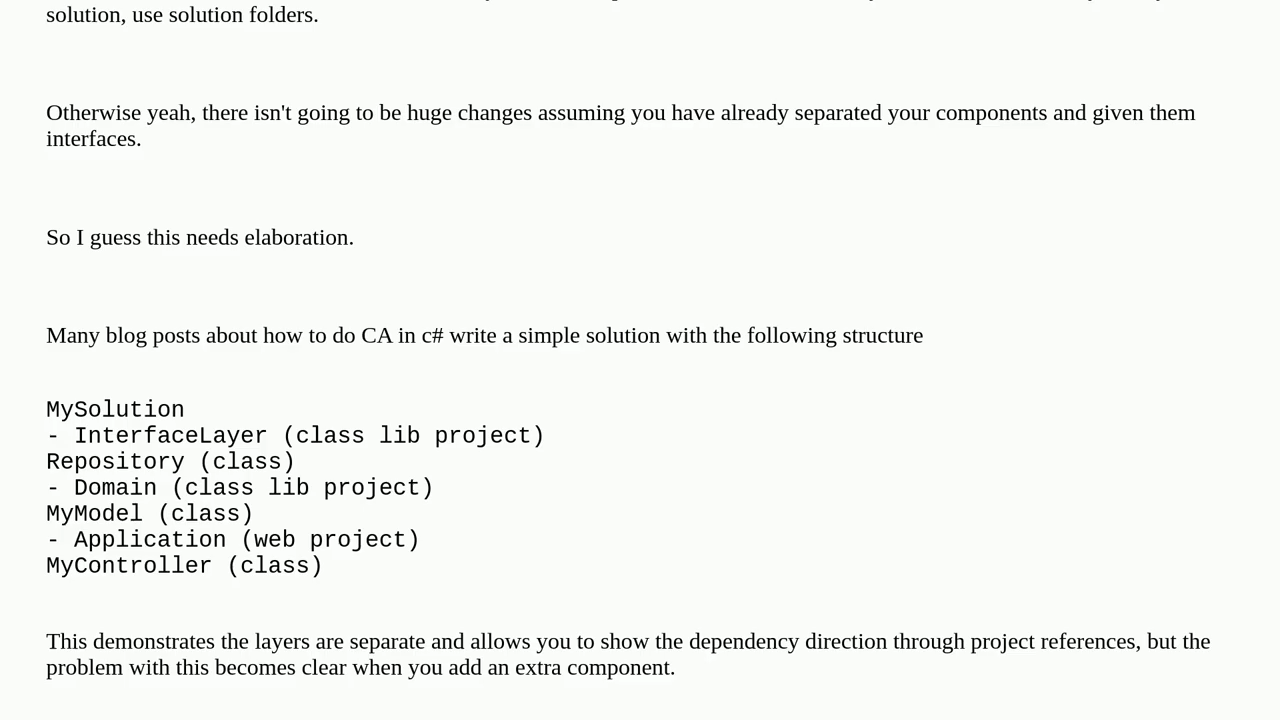 solution, use solution folders.
Otherwise yeah, there isn't going to be huge changes assuming you have already separated your components and given them
interfaces.
So I guess this needs elaboration.
Many blog posts about how to do CA in c# write a simple solution with the following structure
MySolution
- InterfaceLayer (class lib project)
Repository (class)
- Domain (class lib project)
MyModel (class)
- Application (web project)
MyController (class)
This demonstrates the layers are separate and allows you to show the dependency direction through project references, but the
problem with this becomes clear when you add an extra component.